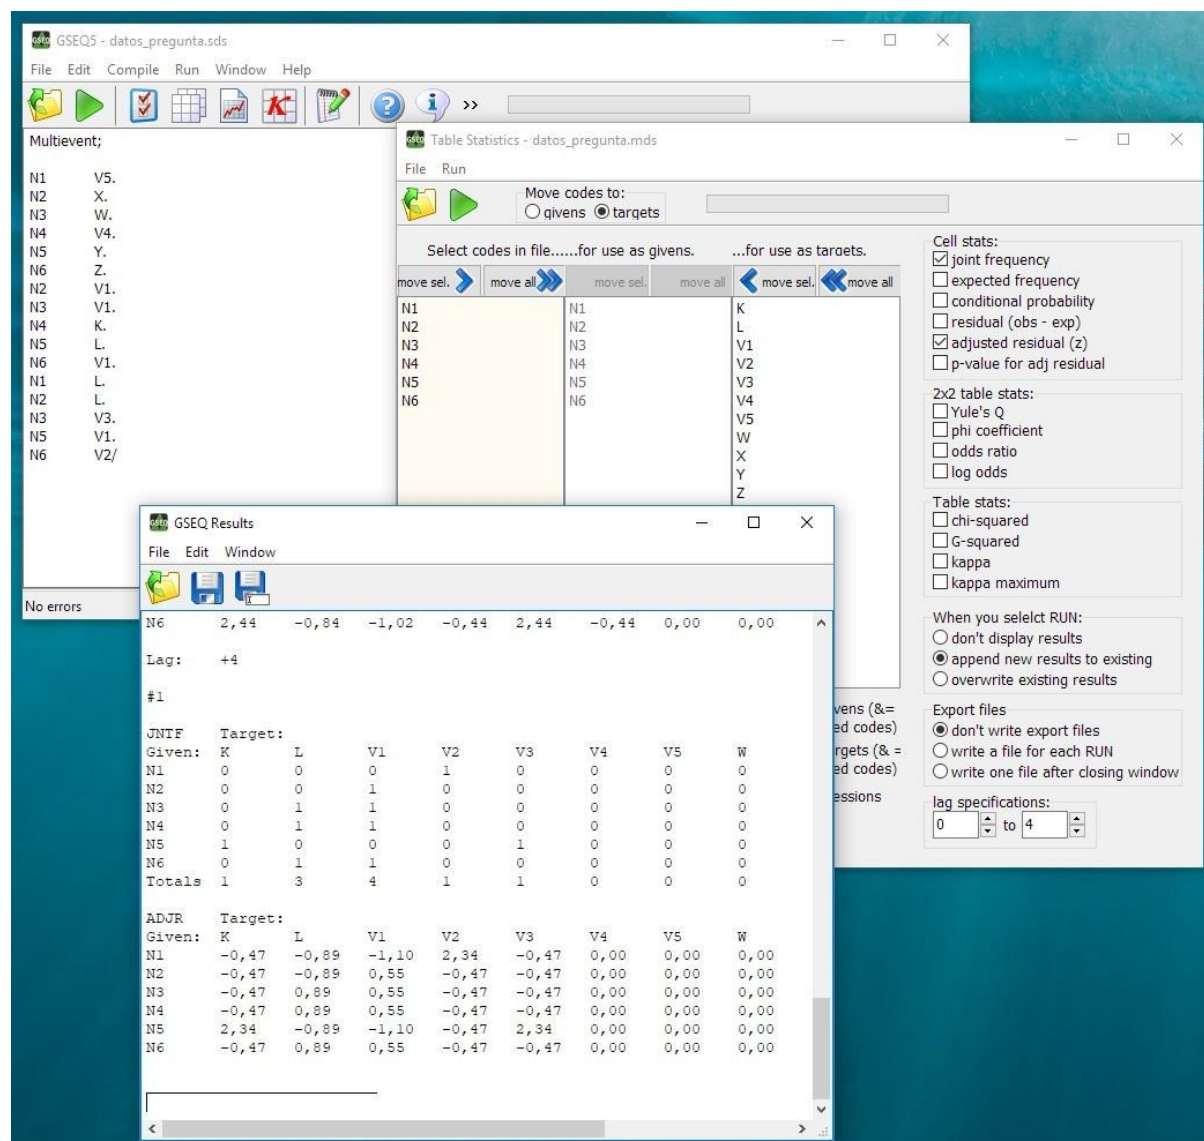 GSEQ5 - datos_pregunta.sds
File Edit Compile Run Window Help
>>
Multievent;
N1 V5.
N2 X.
N3 W.
N4 V4.
N5 Y.
N6 Z.
N2 V1.
N3 V1.
N4 K.
N5 L.
N6 V1.
N1 L.
N2 L.
N3 V3.
N5 V1.
N6 V2/
No errors
Table Statistics - datos_pregunta.mds
File Run
Move codes to:
givens targets
Select codes in file......for use as givens. ...for use as targets.
move sel. move all move sel. move all move sel. move all
N1 N1 K
N2 N2 L
N3 N3 V1
N4 N4 V2
N5 N5 V3
N6 N6 V4
V5
W
X
Y
Z
Cell stats:
joint frequency
expected frequency
conditional probability
residual (obs - exp)
adjusted residual (z)
p-value for adj residual
2x2 table stats:
Yule's Q
phi coefficient
odds ratio
log odds
Table stats:
chi-squared
G-squared
kappa
kappa maximum
When you selelct RUN:
don't display results
append new results to existing
overwrite existing results
vens (&=
ed codes)
rgets (& =
ed codes)
essions
Export files
don't write export files
write a file for each RUN
write one file after closing window
lag specifications:
0 to 4
GSEQ Results
File Edit Window
N6 2,44 -0,84 -1,02 -0,44 2,44 -0,44 0,00 0,00
Lag: +4
#1
JNTF Target:
Given: K L V1 V2 V3 V4 V5 W
N1 0 0 0 1 0 0 0 0
N2 0 0 1 0 0 0 0 0
N3 0 1 1 0 0 0 0 0
N4 0 1 1 0 0 0 0 0
N5 1 0 0 0 1 0 0 0
N6 0 1 1 0 0 0 0 0
Totals 1 3 4 1 1 0 0 0
ADJR Target:
Given: K L V1 V2 V3 V4 V5 W
N1 -0,47 -0,89 -1,10 2,34 -0,47 0,00 0,00 0,00
N2 -0,47 -0,89 0,55 -0,47 -0,47 0,00 0,00 0,00
N3 -0,47 0,89 0,55 -0,47 -0,47 0,00 0,00 0,00
N4 -0,47 0,89 0,55 -0,47 -0,47 0,00 0,00 0,00
N5 2,34 -0,89 -1,10 -0,47 2,34 0,00 0,00 0,00
N6 -0,47 0,89 0,55 -0,47 -0,47 0,00 0,00 0,00